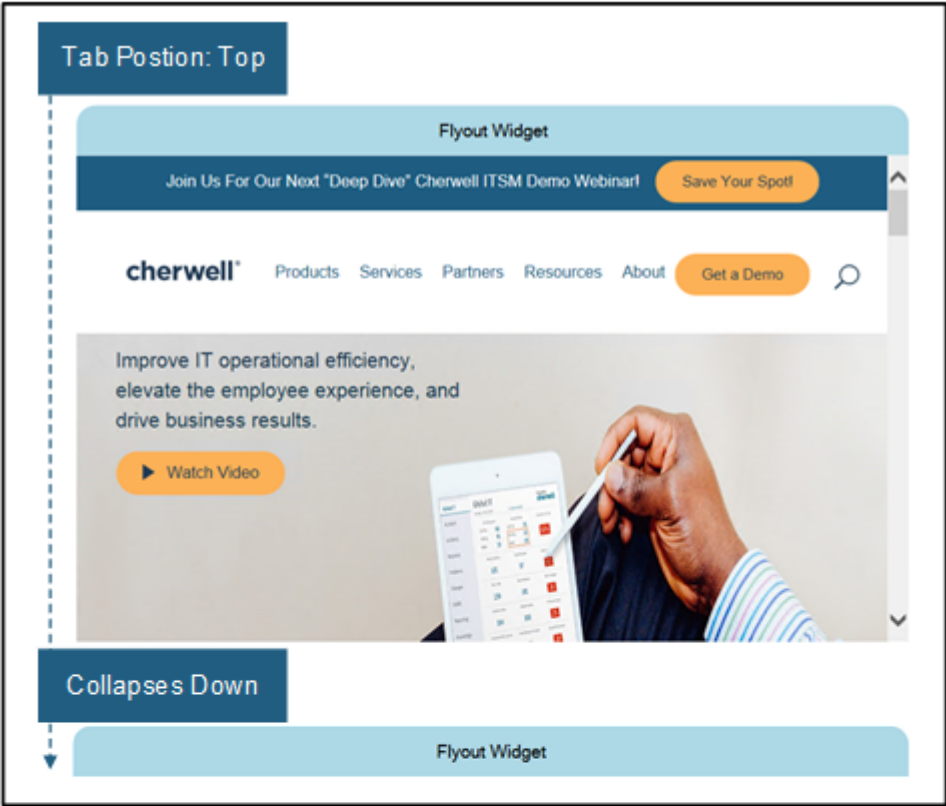 Tab Postion: Top
Flyout Widget
Join Us For Our Next "Deep Dive" Cherwell ITSM Demo Webinar!
Save Your Spot!
cherwell
Products Services Partners Resources About
Get a Demo
Improve IT operational efficiency,
elevate the employee experience, and
drive business results.
Watch Video
Collapses Down
Flyout Widget